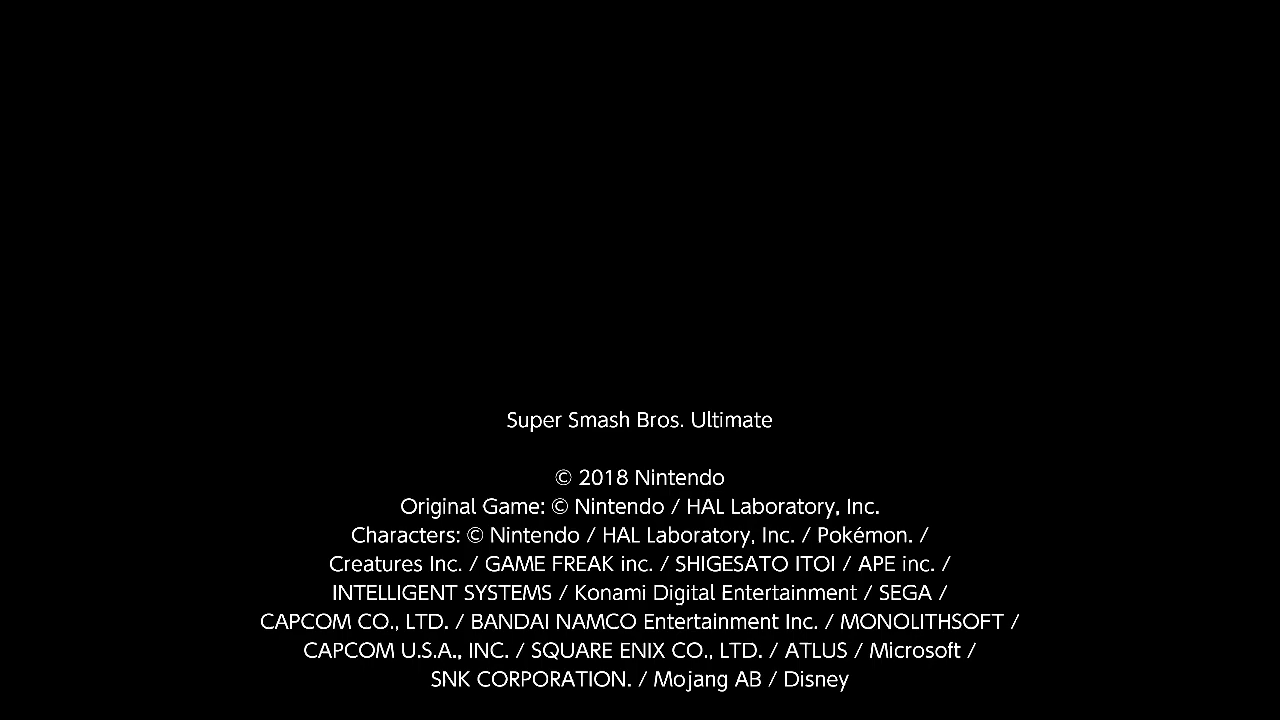 Super Smash Bros. Ultimate
© 2018 Nintendo
Original Game: © Nintendo / HAL Laboratory, Inc.
Characters: © Nintendo / HAL Laboratory, Inc. / Pokémon. /
Creatures Inc. / GAME FREAK inc. / SHIGESATO ITOI / APE inc. /
INTELLIGENT SYSTEMS / Konami Digital Entertainment / SEGA /
CAPCOM CO., LTD. / BANDAI NAMCO Entertainment Inc. / MONOLITHSOFT /
CAPCOM U.S.A., INC. / SQUARE ENIX CO., LTD. / ATLUS / Microsoft /
SNK CORPORATION. / Mojang AB / Disney